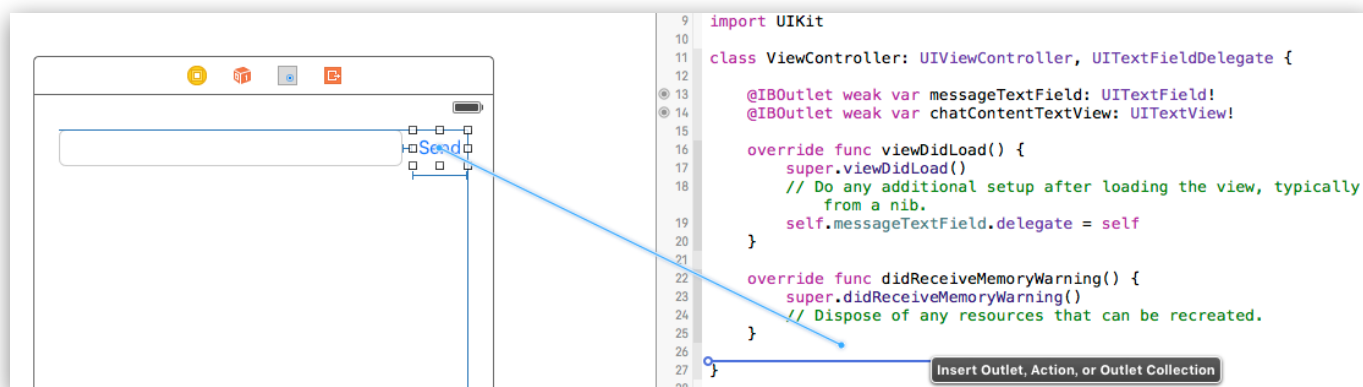 Send
9 import UIKit
10
11 class ViewController: UIViewController, UITextFieldDelegate {
12
13 @IBOutlet weak var messageTextField: UITextField!
14 @IBOutlet weak var chatContentTextView: UITextView!
15
16 override func viewDidLoad() {
17 super.viewDidLoad()
18 // Do any additional setup after loading the view, typically
from a nib.
19 self.messageTextField.delegate = self
20 }
21
22 override func didReceiveMemoryWarning() {
23 super.didReceiveMemoryWarning()
24 // Dispose of any resources that can be recreated.
25 }
26
Insert Outlet, Action, or Outlet Collection
27 }